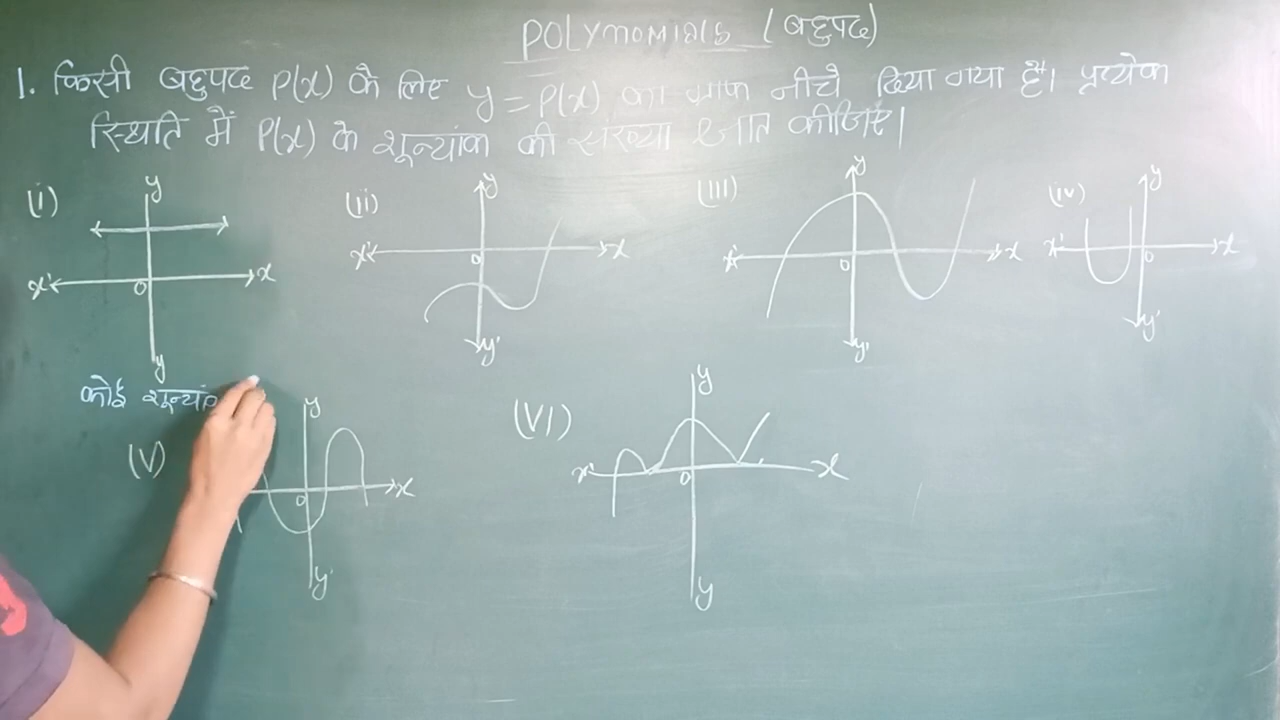 POLYNOMIALS (बहुपद)
1. किसी बहुपद P(x) के लिए y = P(x) का ग्राफ नीचे दिया गया है। प्रत्येक
स्थिति में P(x) के शून्यांक की संख्या ज्ञात कीजिए।
(i) y x' 0 x y
(ii) y x' 0 x y'
(iii) y x' 0 x y'
(iv) y x' 0 x y'
कोई
(V) y 0 x y'
(VI) y x' 0 x y